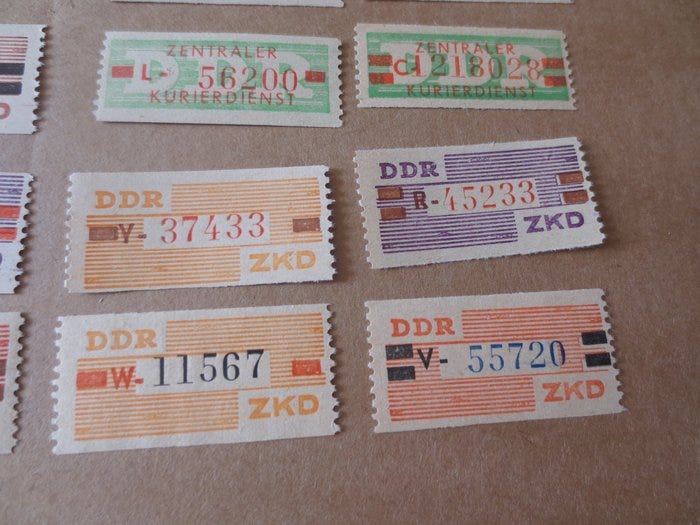 ZENTRALER
L- 56200
KURIERDIENST
ZENTRALER
C-1218028
KURIERDIENST
DDR
V- 37433
ZKD
DDR
R-45233
ZKD
DDR
W- 11567
ZKD
DDR
V- 55720
ZKD